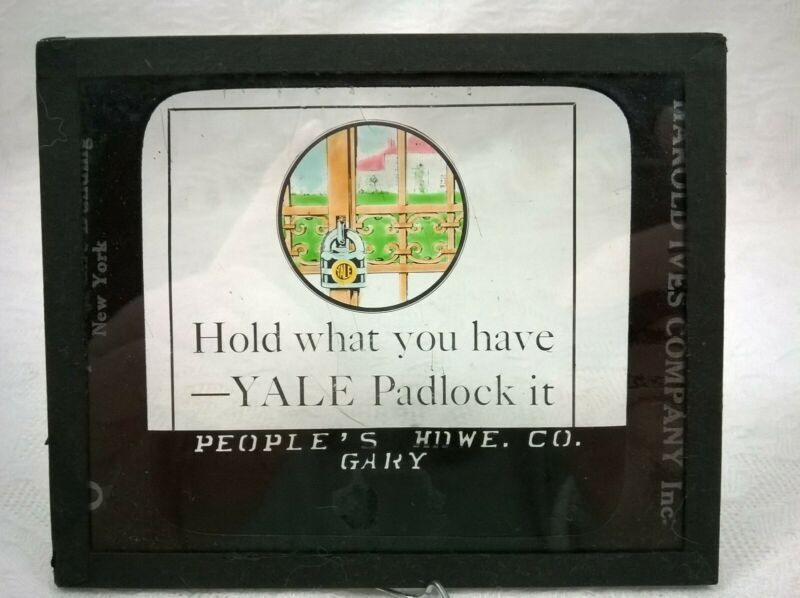 YALE
Hold what you have
—YALE Padlock it
PEOPLE'S HDWE. CO.
GARY
New York
HAROLD IVES COMPANY Inc